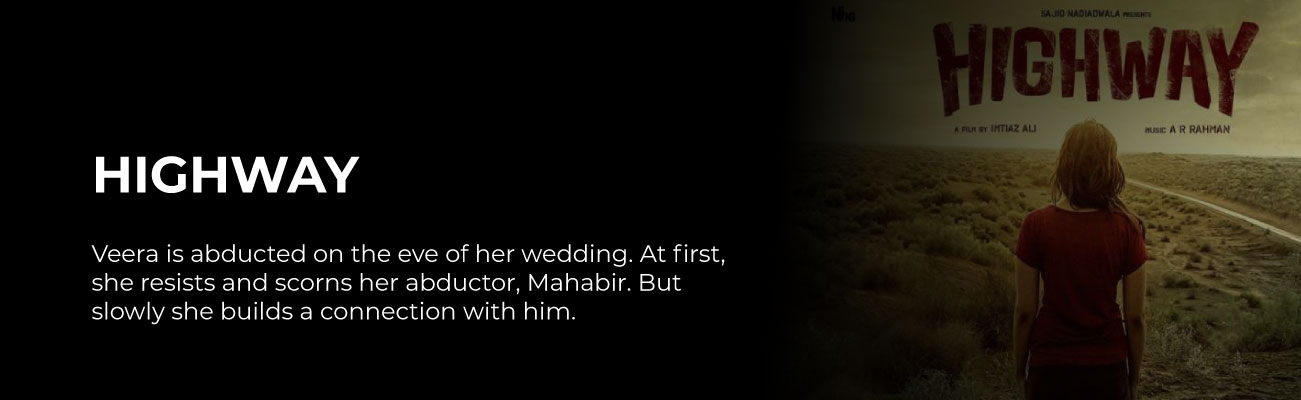 HIGHWAY
Veera is abducted on the eve of her wedding. At first,
she resists and scorns her abductor, Mahabir. But
slowly she builds a connection with him.
SAJID NADIADWALA PRESENTS
HIGHWAY
A FILM BY IMTIAZ ALI
MUSIC A R RAHMAN